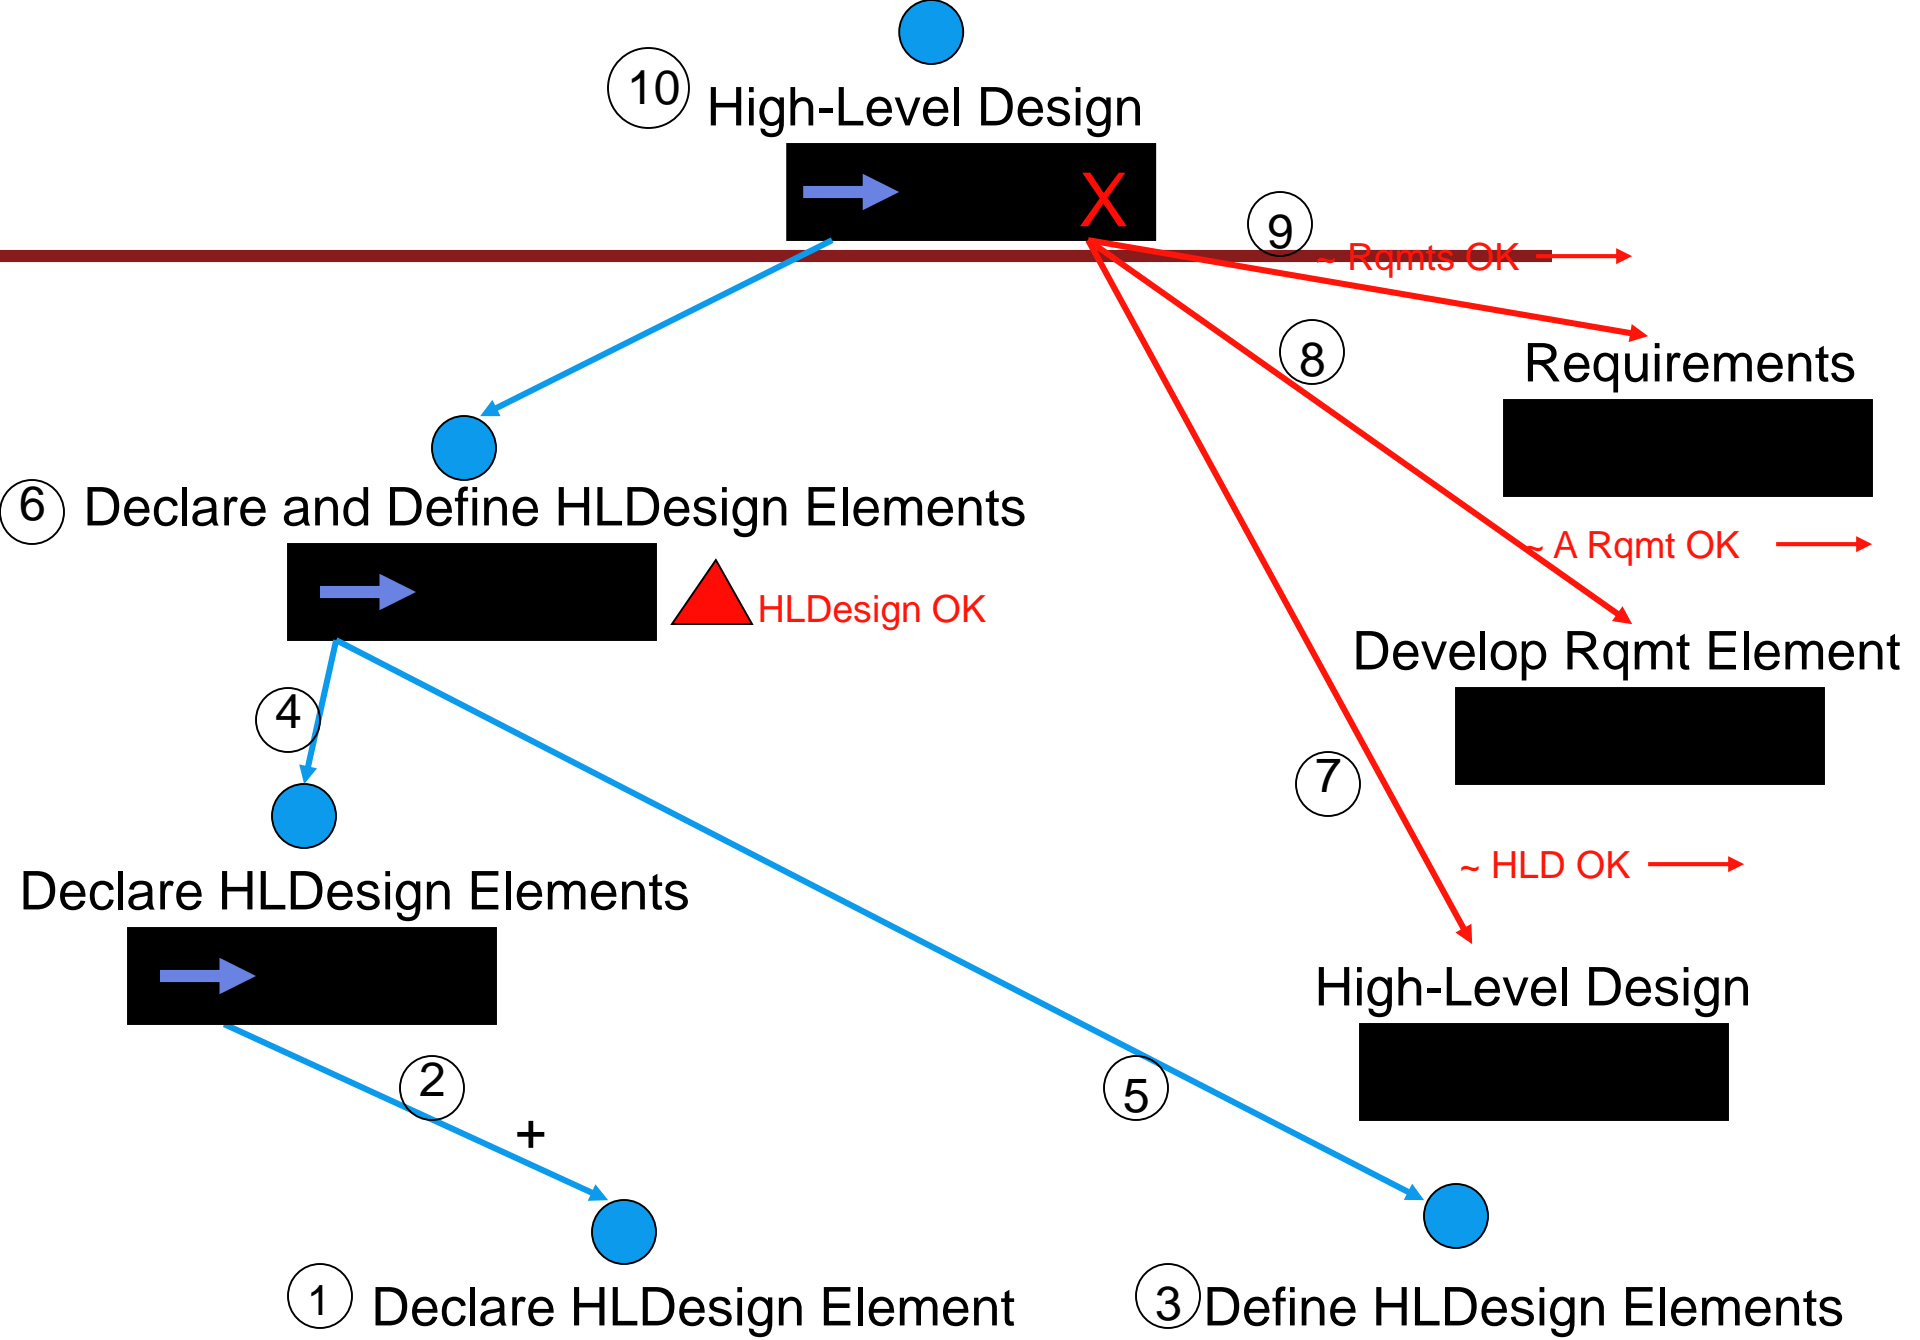 10
High-Level Design
X
9
~ Rqmts OK
8
Requirements
6 Declare and Define HLDesign Elements
~ A Rqmt OK
HLDesign OK
Develop Rqmt Element
4
7
~ HLD OK
Declare HLDesign Elements
High-Level Design
2
5
+
1 Declare HLDesign Element
3 Define HLDesign Elements